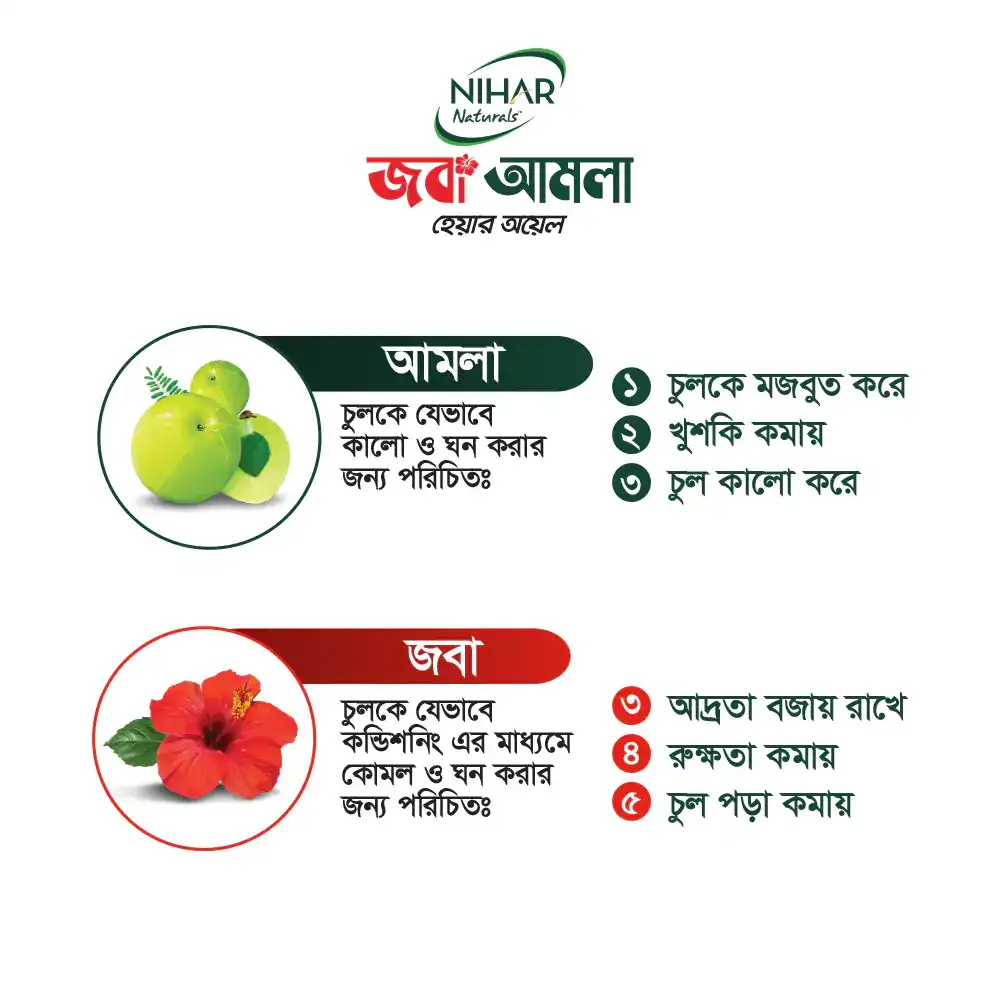 NIHAR
Naturals™
জবা আমলা
হেয়ার অয়েল
আমলা
চুলকে যেভাবে
কালো ও ঘন করার
জন্য পরিচিতঃ
১ চুলকে মজবুত করে
২ খুশকি কমায়
৩ চুল কালো করে
জবা
চুলকে যেভাবে
কন্ডিশনিং এর মাধ্যমে
কোমল ও ঘন করার
জন্য পরিচিতঃ
৩ আদ্রতা বজায় রাখে
৪ রুক্ষতা কমায়
৫ চুল পড়া কমায়